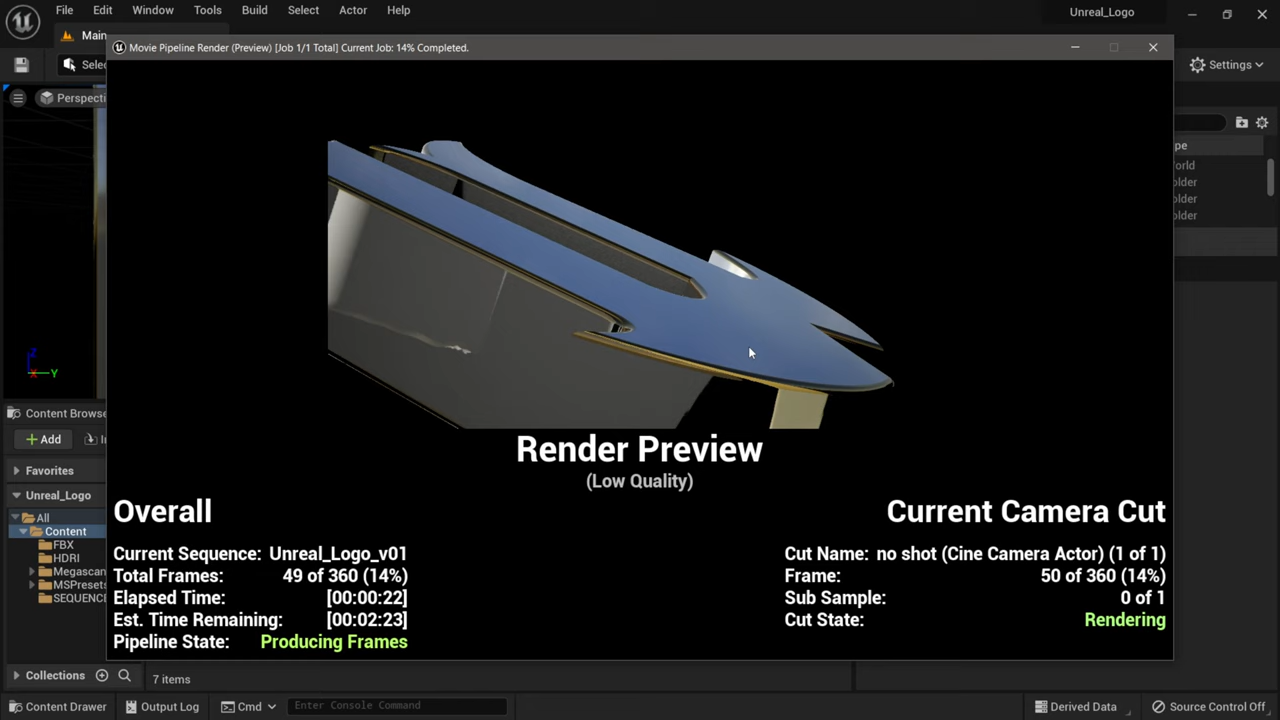 File Edit Window Tools Build Select Actor Help
Unreal_Logo
Main
Movie Pipeline Render (Preview) [Job 1/1 Total] Current Job: 14% Completed.
Settings
Perspecti
Z
X Y
Render Preview
(Low Quality)
Overall
Current Sequence: Unreal_Logo_v01
Total Frames: 49 of 360 (14%)
Elapsed Time: [00:00:22]
Est. Time Remaining: [00:02:23]
Pipeline State: Producing Frames
Current Camera Cut
Cut Name: no shot (Cine Camera Actor) (1 of 1)
Frame: 50 of 360 (14%)
Sub Sample: 0 of 1
Cut State: Rendering
Content Browse
Add
Favorites
Unreal_Logo
All
Content
FBX
HDRI
Megascan
MSPresets
SEQUENC
Collections
7 items
Content Drawer
Output Log
Cmd
Enter Console Command
Derived Data
Source Control Off